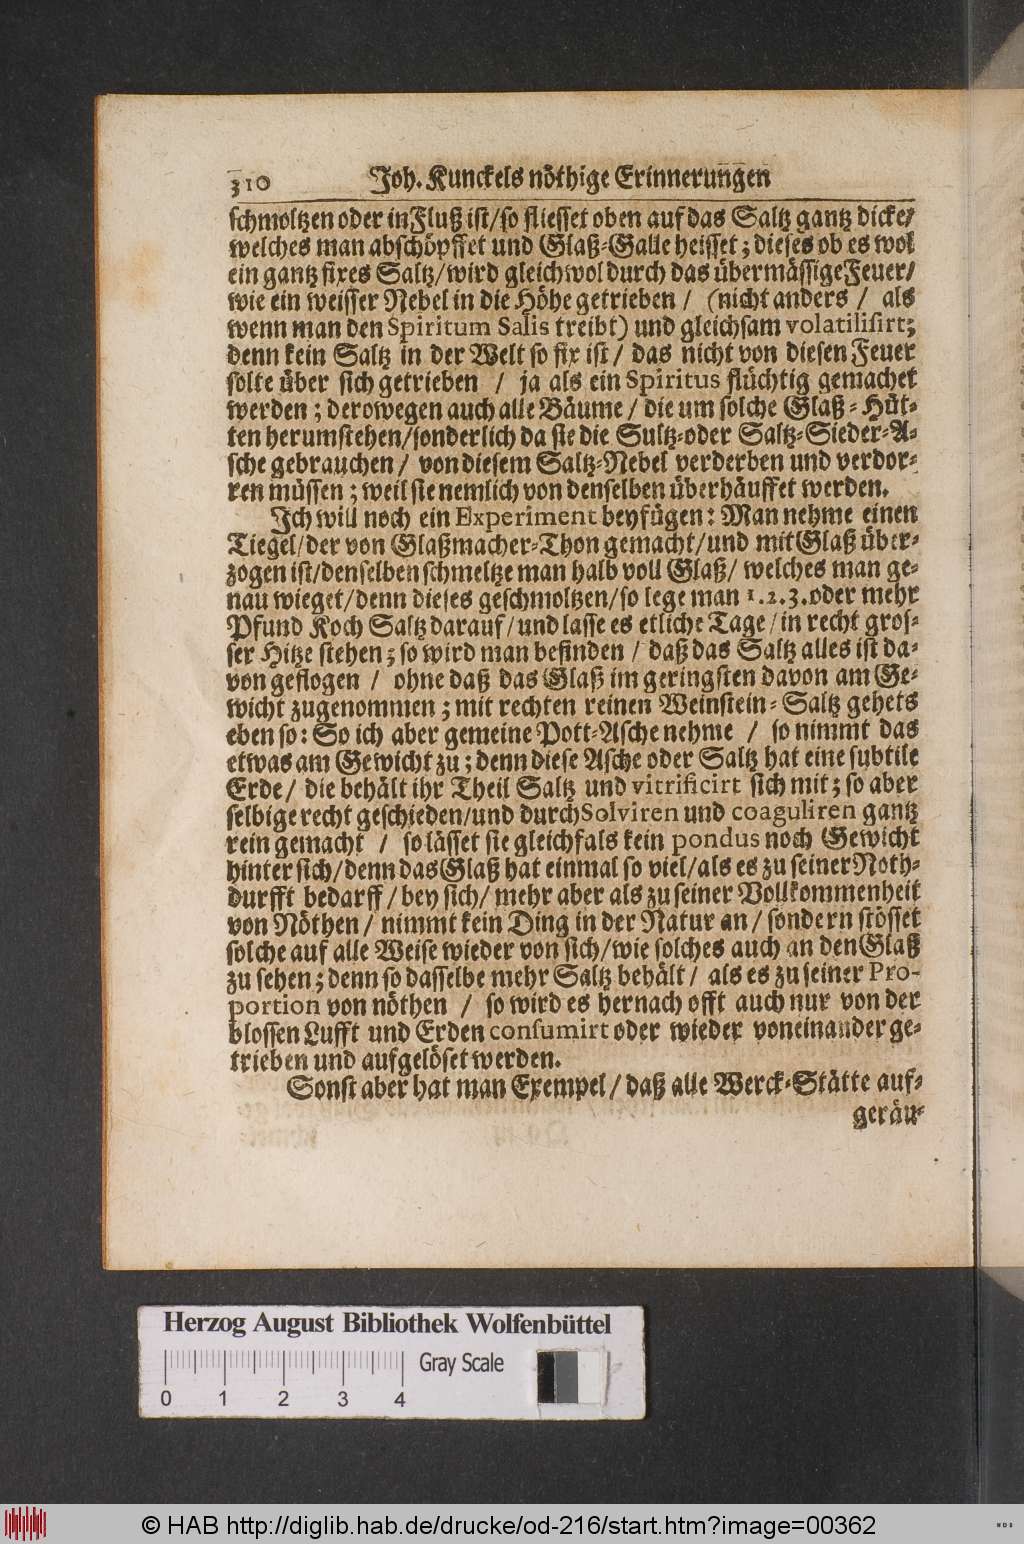 310 Joh. Kunckels nöthige Erinnerungen
schmoltzen oder in Fluß ist/so fliesset oben auf das Saltz gantz dicke/
welches man abschöpffet und Glaß-Galle heisset; dieses ob es wol
ein gantz fixes Saltz/wird gleichwol durch das übermässige Feuer/
wie ein weisser Nebel in die Höhe getrieben / (nicht anders / als
wenn man den Spiritum Salis treibt) und gleichsam volatilisirt;
denn kein Saltz in der Welt so fix ist / das nicht von diesen Feuer
solte über sich getrieben / ja als ein Spiritus flüchtig gemachet
werden; derowegen auch alle Bäume / die um solche Glaß-Hüt-
ten herumstehen/sonderlich da sie die Sultz-oder Saltz-Sieder-A-
sche gebrauchen / von diesem Saltz-Nebel verderben und verdor-
ren müssen; weil sie nemlich von denselben überhäuffet werden.
Ich will noch ein Experiment beyfügen: Man nehme einen
Tiegel/der von Glaßmacher-Thon gemacht/und mit Glaß über-
zogen ist/denselben schmeltze man halb voll Glaß/ welches man ge-
nau wieget/denn dieses geschmoltzen/so lege man 1.2.3.oder mehr
Pfund Koch Saltz darauf/und lasse es etliche Tage/in recht gros-
ser Hitze stehen; so wird man befinden / daß das Saltz alles ist da-
von geflogen / ohne daß das Glaß im geringsten davon am Ge-
wicht zugenommen; mit rechten reinen Weinstein-Saltz gehets
eben so: So ich aber gemeine Pott-Asche nehme / so nimmt das
etwas am Gewicht zu; denn diese Asche oder Saltz hat eine subtile
Erde/ die behält ihr Theil Saltz und vitrificirt sich mit; so aber
selbige recht geschieden/und durch Solviren und coaguliren gantz
rein gemacht / so lässet sie gleichfals kein pondus noch Gewicht
hinter sich/denn das Glaß hat einmal so viel/als es zu seiner Noth-
durfft bedarff/bey sich/ mehr aber als zu seiner Vollkommenheit
von Nöthen / nimmt kein Ding in der Natur an / sondern stösset
solche auf alle Weise wieder von sich/wie solches auch an den Glaß
zu sehen; denn so dasselbe mehr Saltz behält / als es zu seiner Pro-
portion von nöthen / so wird es hernach offt auch nur von der
blossen Lufft und Erden consumirt oder wieder voneinander ge-
trieben und aufgelöset werden.
Sonst aber hat man Exempel / daß alle Werck-Stätte auf-
geräu-
Herzog August Bibliothek Wolfenbüttel
Gray Scale
0 1 2 3 4
© HAB http://diglib.hab.de/drucke/od-216/start.htm?image=00362